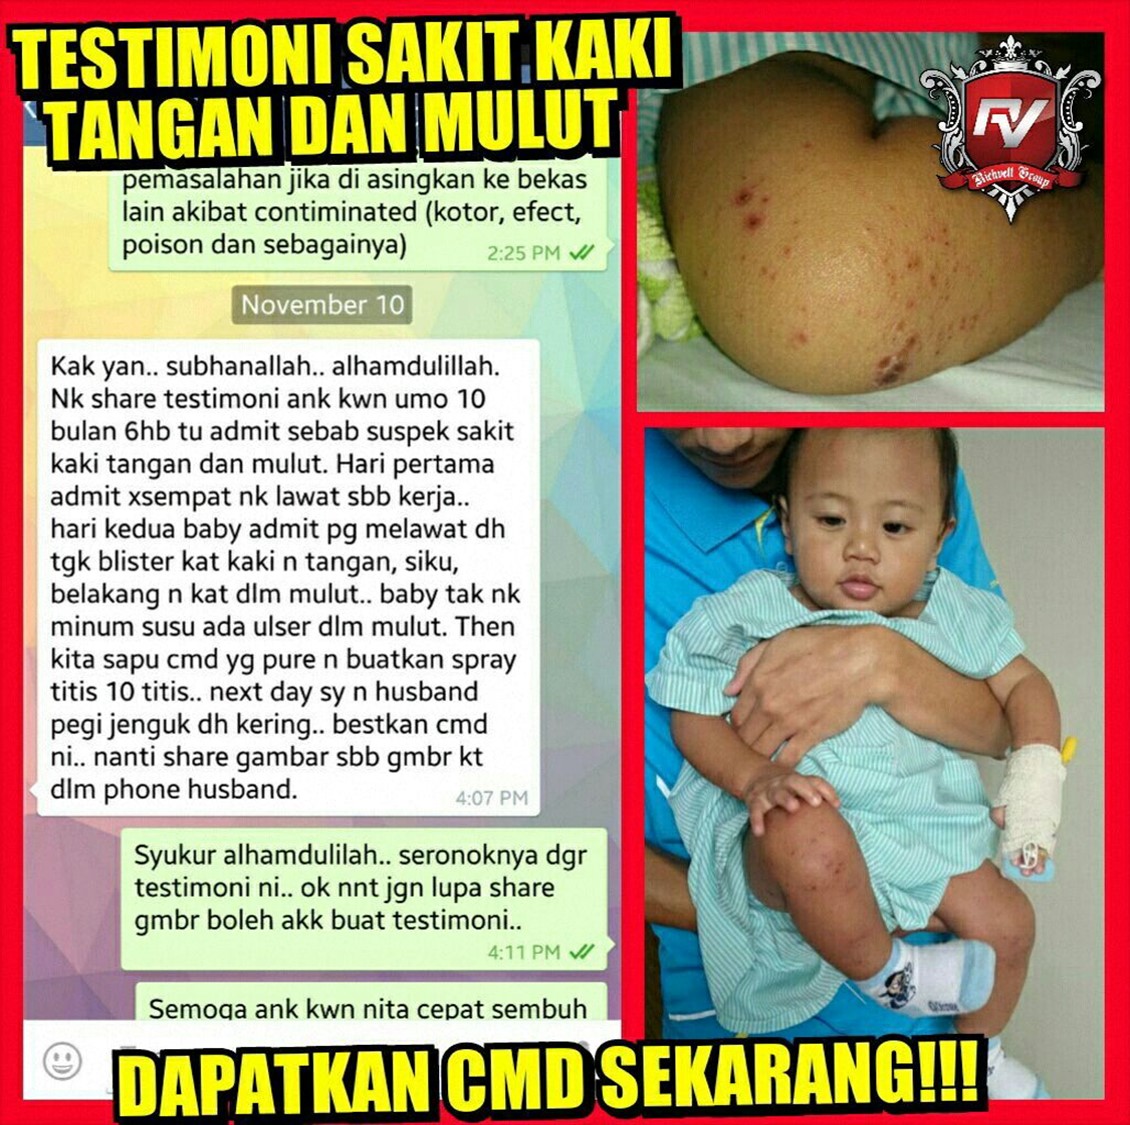 TESTIMONI SAKIT KAKI
TANGAN DAN MULUT
RV
Richvell Group
pemasalahan jika di asingkan ke bekas
lain akibat contiminated (kotor, efect,
poison dan sebagainya)
2:25 PM
November 10
Kak yan.. subhanallah.. alhamdulillah.
Nk share testimoni ank kwn umo 10
bulan 6hb tu admit sebab suspek sakit
kaki tangan dan mulut. Hari pertama
admit xsempat nk lawat sbb kerja..
hari kedua baby admit pg melawat dh
tgk blister kat kaki n tangan, siku,
belakang n kat dlm mulut.. baby tak nk
minum susu ada ulser dlm mulut. Then
kita sapu cmd yg pure n buatkan spray
titis 10 titis.. next day sy n husband
pegi jenguk dh kering.. bestkan cmd
ni.. nanti share gambar sbb gmbr kt
dlm phone husband.
4:07 PM
Syukur alhamdulilah.. seronoknya dgr
testimoni ni.. ok nnt jgn lupa share
gmbr boleh akk buat testimoni..
4:11 PM
Semoga ank kwn nita cepat sembuh
DAPATKAN CMD SEKARANG!!!